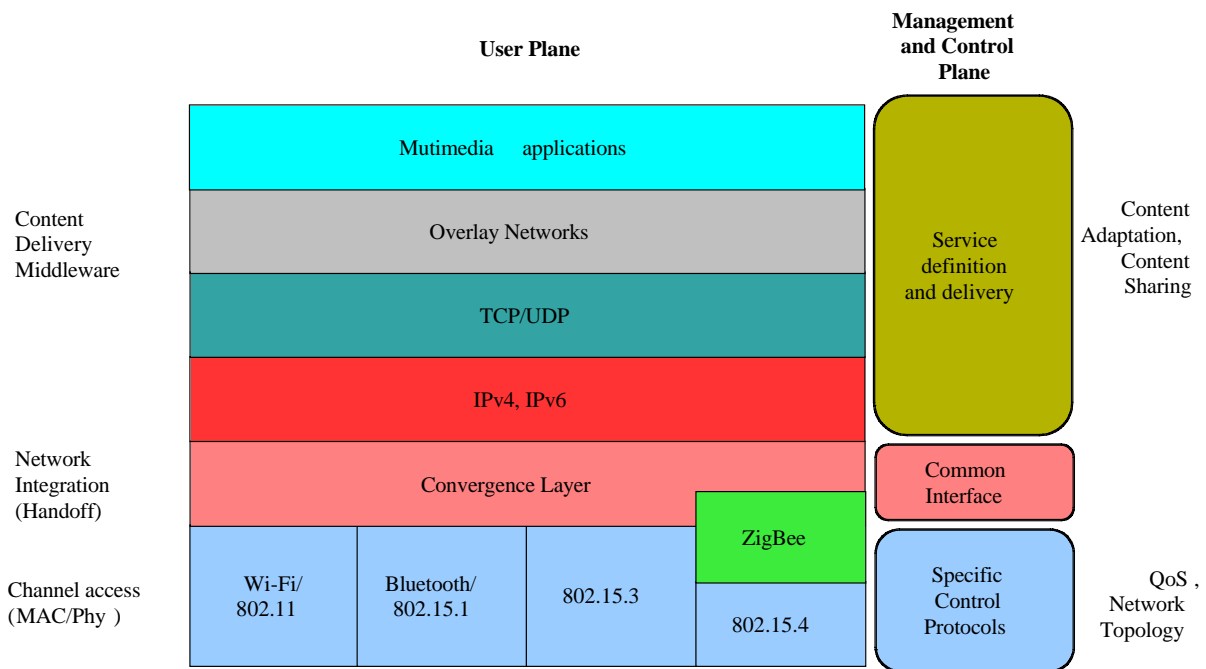 User Plane
Management
and Control
Plane
Mutimedia applications
Content
Delivery
Middleware
Overlay Networks
Service
definition
and delivery
Content
Adaptation,
Content
Sharing
TCP/UDP
IPv4, IPv6
Network
Integration
(Handoff)
Convergence Layer
Common
Interface
ZigBee
Channel access
(MAC/Phy )
Wi-Fi/
802.11
Bluetooth/
802.15.1
802.15.3
802.15.4
Specific
Control
Protocols
QoS ,
Network
Topology